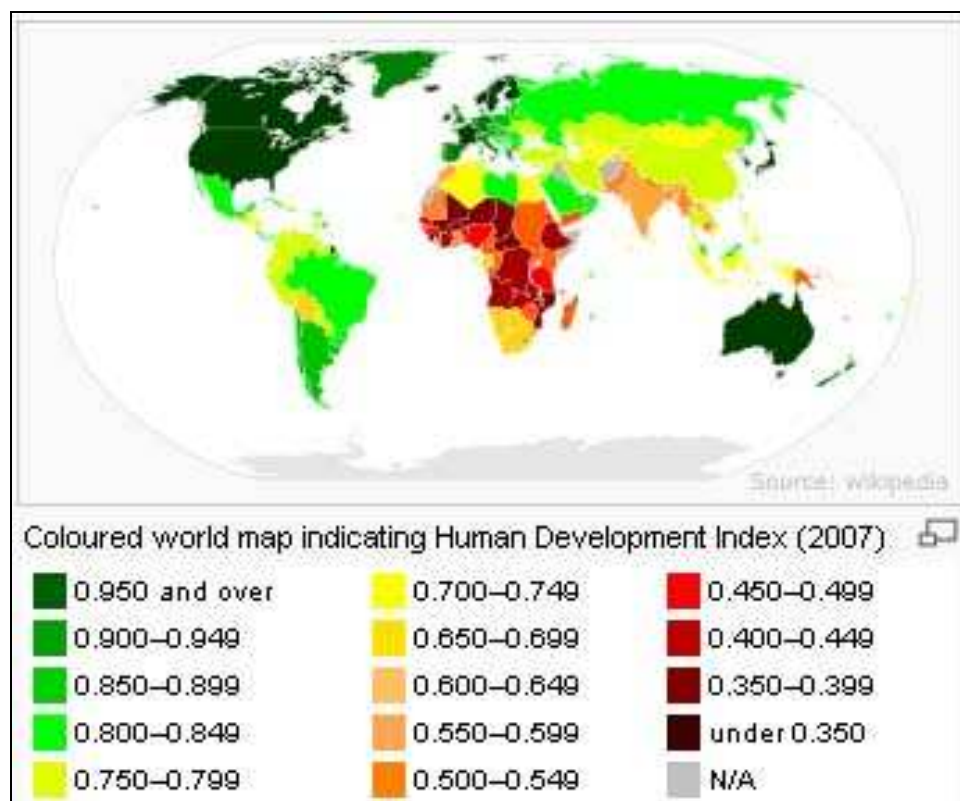 Source: wikipedia
Coloured world map indicating Human Development Index (2007)
0.950 and over
0.900–0.949
0.850–0.899
0.800–0.849
0.750–0.799
0.700–0.749
0.650–0.699
0.600–0.649
0.550–0.599
0.500–0.549
0.450–0.499
0.400–0.449
0.350–0.399
under 0.350
N/A